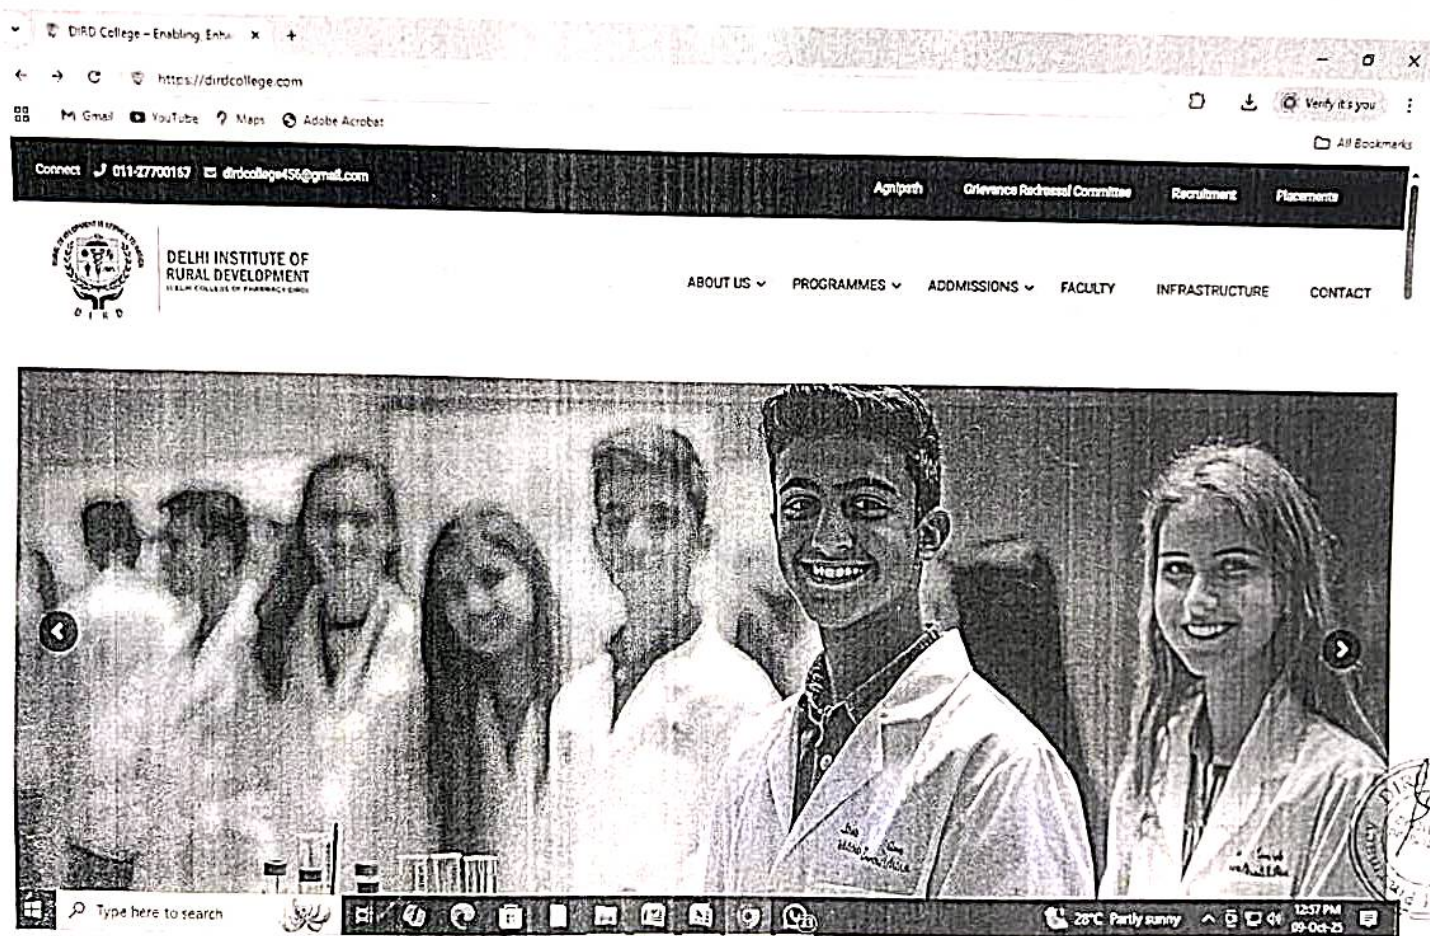 DIRD College – Enabling, Enha
https://dirdcollege.com
Verify it's you
Gmail YouTube Maps Adobe Acrobat
All Bookmarks
Connect 011-27700167 dirdcollege456@gmail.com
Agnipath Grievance Redressal Committee Recruitment Placements
DELHI INSTITUTE OF
RURAL DEVELOPMENT
D I R D
ABOUT US PROGRAMMES ADDMISSIONS FACULTY INFRASTRUCTURE CONTACT
Type here to search
28°C Partly sunny
12:57 PM
09-Oct-25